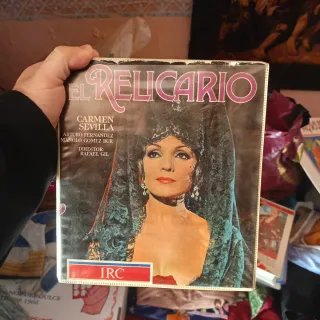 EL RELICARIO
CARMEN
SEVILLA
ARTURO FERNANDEZ
MANOLO GOMEZ BUR
DIRECTOR:
RAFAEL GIL
IRC